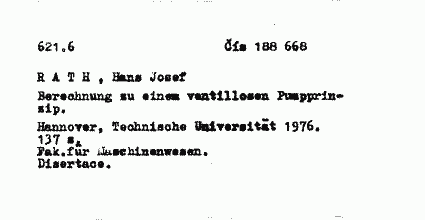 621.6 Čís 188 668
R A T H , Hans Josef
Berechnung zu einem ventillosen Pumpprin-
zip.
Hannover, Technische Universität 1976.
137 s.
Fak.für Maschinenwesen.
Disertace.